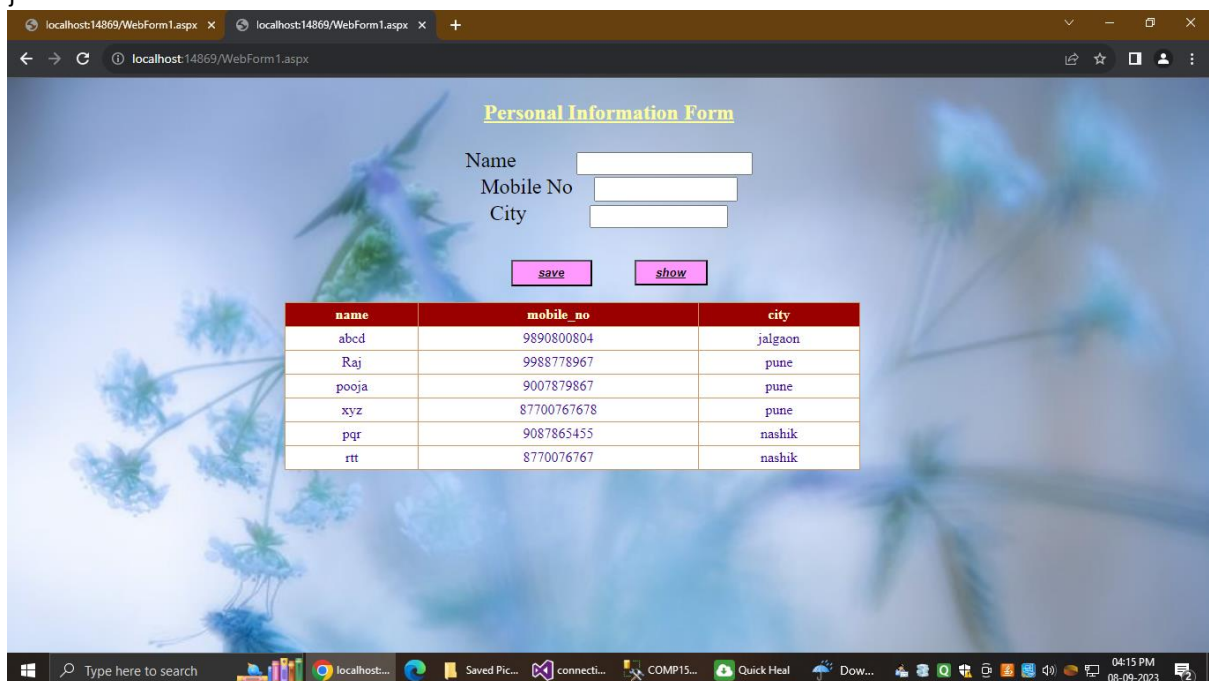 localhost:14869/WebForm1.aspx × localhost:14869/WebForm1.aspx × +
localhost:14869/WebForm1.aspx
Personal Information Form
Name
Mobile No
City
save show
name mobile_no city
abcd 9890800804 jalgaon
Raj 9988778967 pune
pooja 9007879867 pune
xyz 87700767678 pune
pqr 9087865455 nashik
rtt 8770076767 nashik
Type here to search localhost:... Saved Pic... connecti... COMP15... Quick Heal Dow... 04:15 PM
08-09-2023